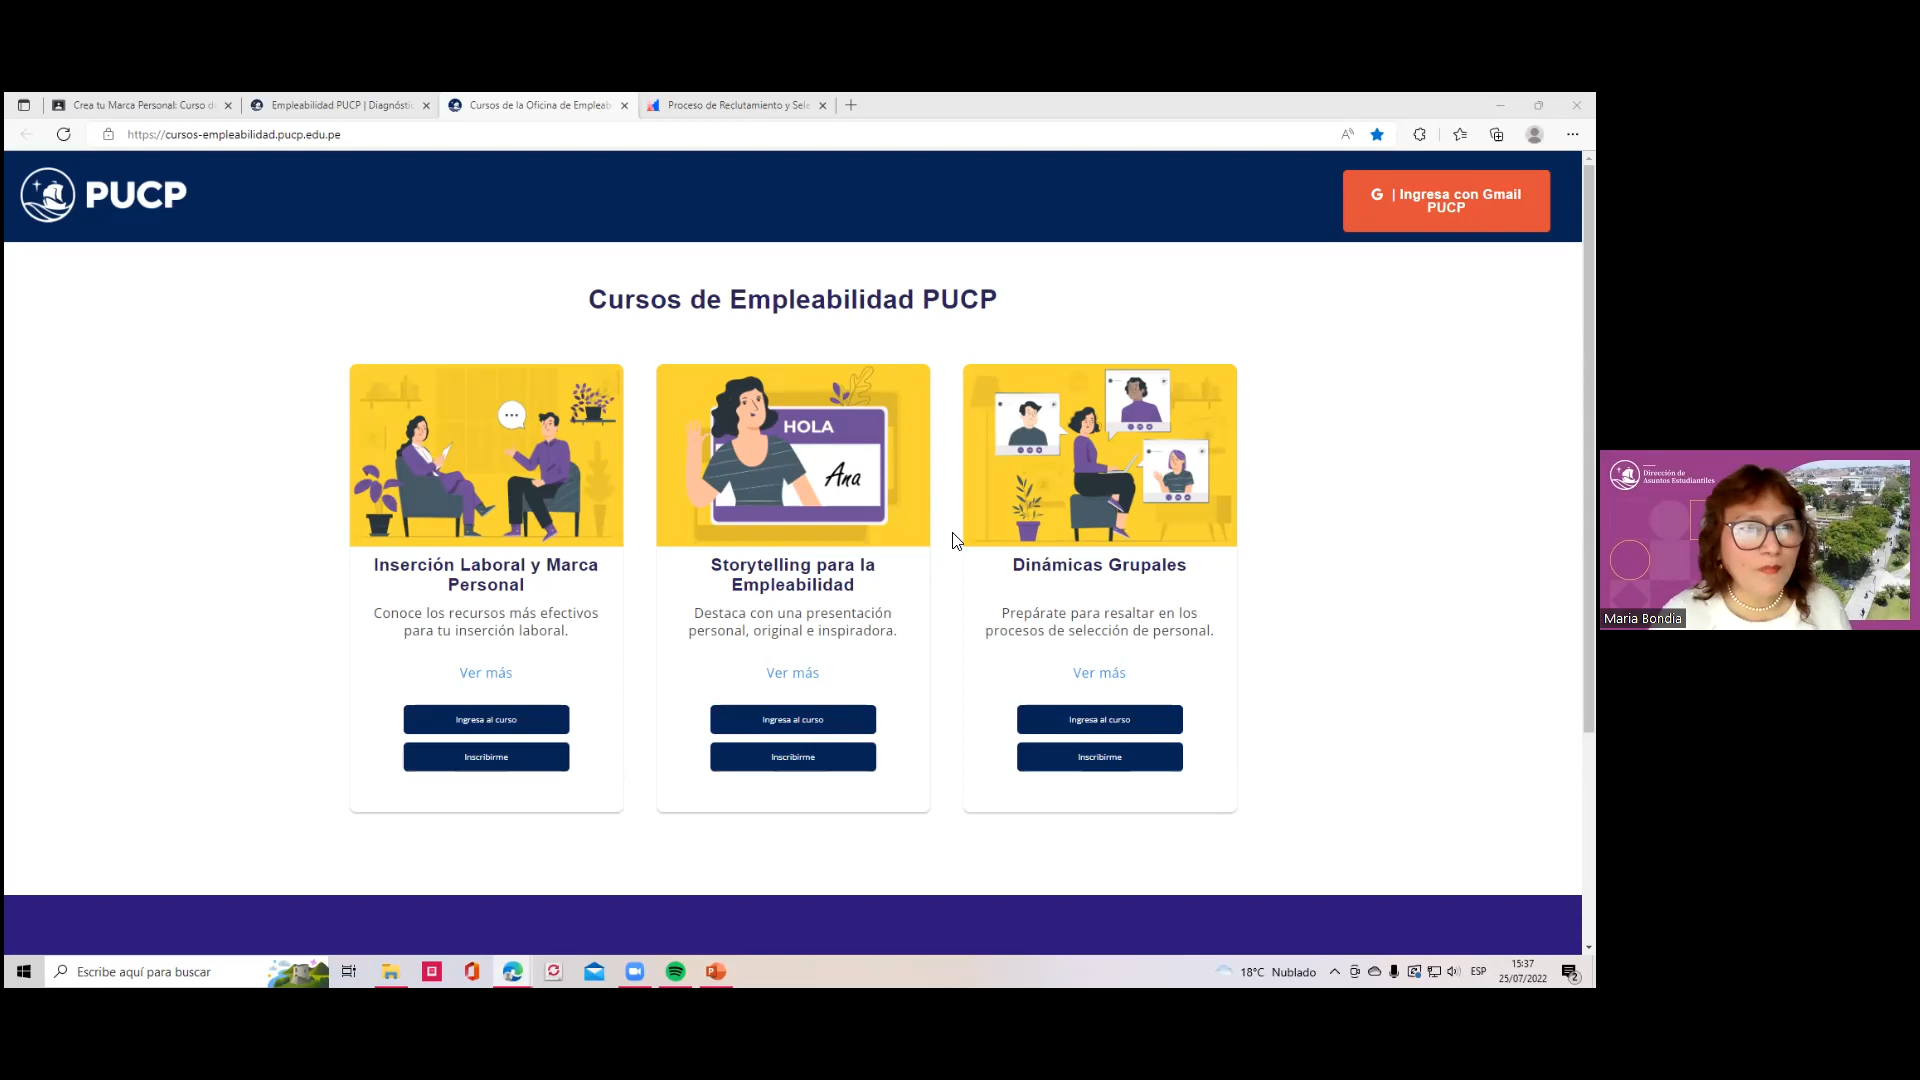 Crea tu Marca Personal: Curso d
Empleabilidad PUCP | Diagnóstic
Cursos de la Oficina de Empleab
Proceso de Reclutamiento y Sele
https://cursos-empleabilidad.pucp.edu.pe
PUCP
G | Ingresa con Gmail
PUCP
Cursos de Empleabilidad PUCP
HOLA
Ana
Inserción Laboral y Marca
Personal
Conoce los recursos más efectivos
para tu inserción laboral.
Ver más
Ingresa al curso
Inscribirme
Storytelling para la
Empleabilidad
Destaca con una presentación
personal, original e inspiradora.
Ver más
Ingresa al curso
Inscribirme
Dinámicas Grupales
Prepárate para resaltar en los
procesos de selección de personal.
Ver más
Ingresa al curso
Inscribirme
Dirección de
Asuntos Estudiantiles
Maria Bondia
Escribe aquí para buscar
18°C Nublado
ESP
15:37
25/07/2022
2